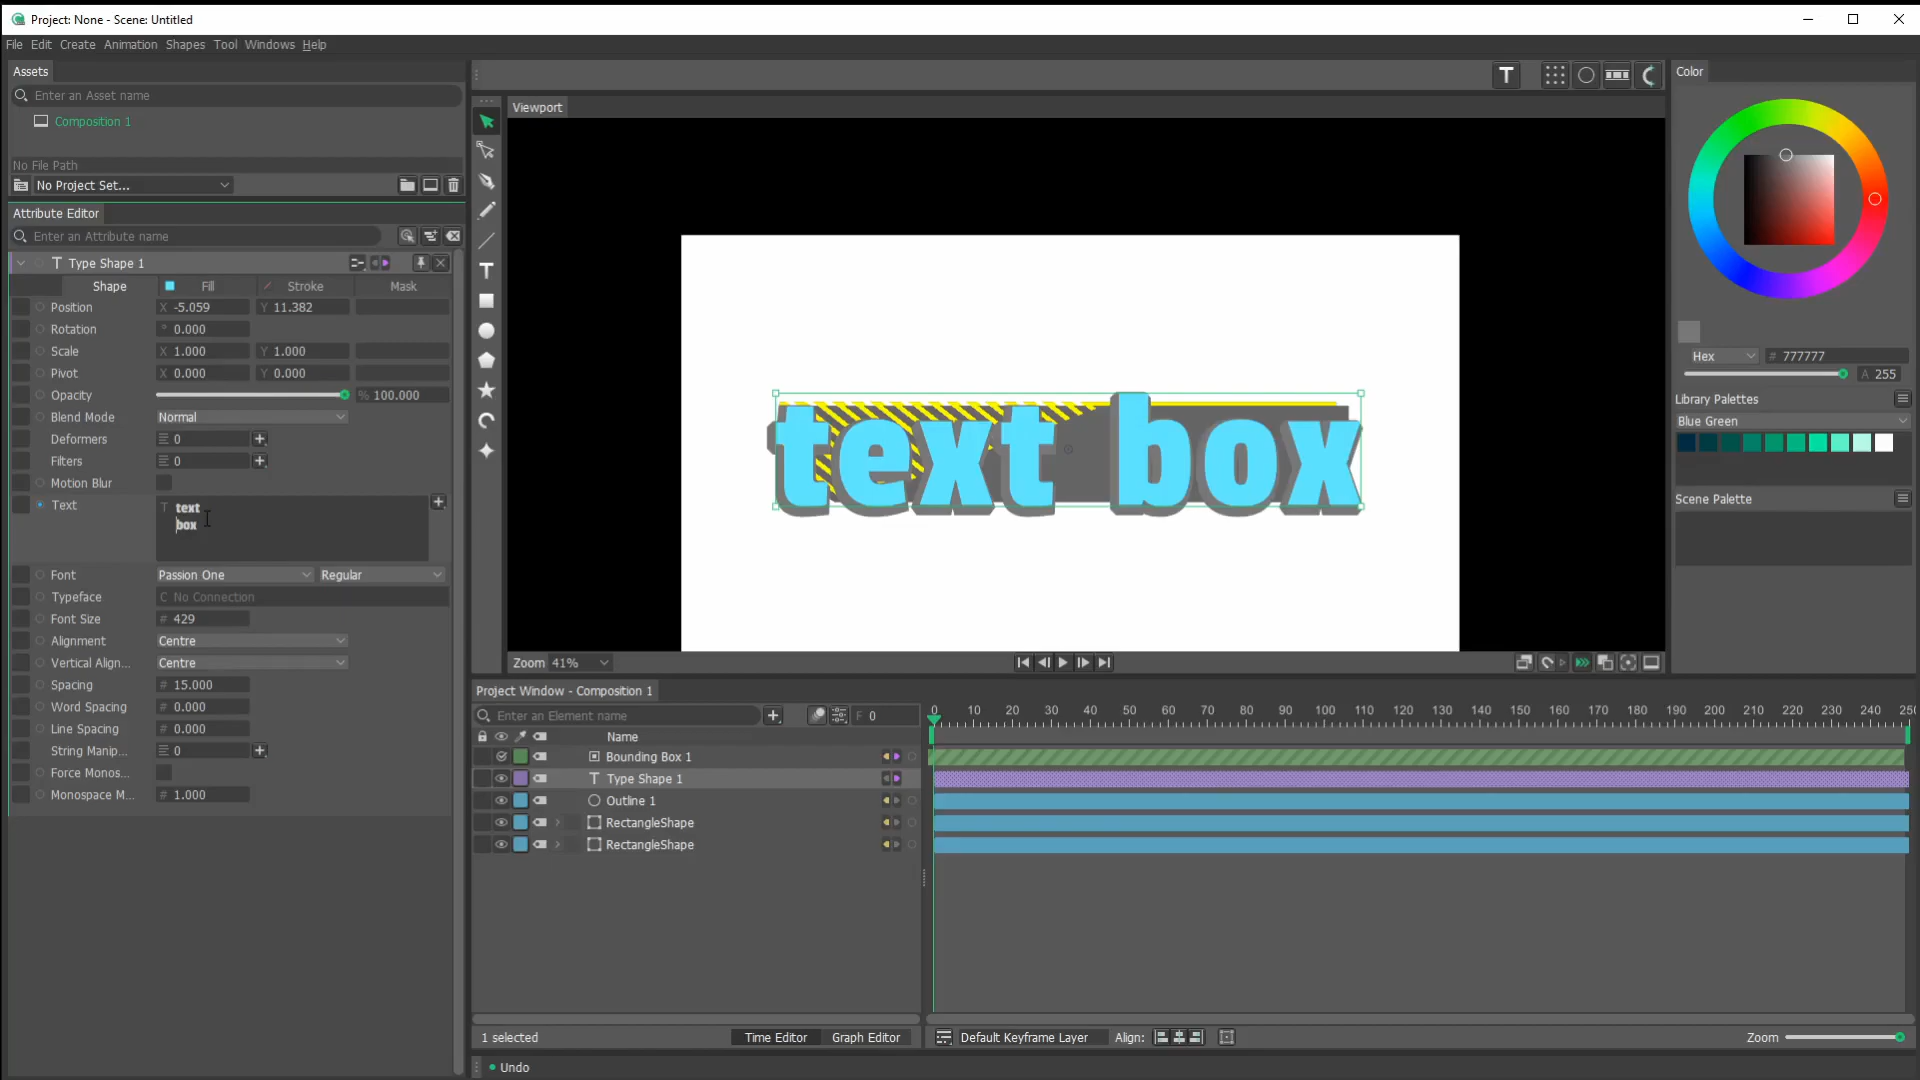 Project: None - Scene: Untitled
File Edit Create Animation Shapes Tool Windows Help
Assets
Enter an Asset name
Composition 1
No File Path
No Project Set...
Attribute Editor
Enter an Attribute name
Type Shape 1
Shape Fill Stroke Mask
Position X -5.059 Y 11.382
Rotation ° 0.000
Scale X 1.000 Y 1.000
Pivot X 0.000 Y 0.000
Opacity % 100.000
Blend Mode Normal
Deformers 0
Filters 0
Motion Blur
Text T text
box
Font Passion One Regular
Typeface C No Connection
Font Size # 429
Alignment Centre
Vertical Align... Centre
Spacing # 15.000
Word Spacing # 0.000
Line Spacing # 0.000
String Manip... 0
Force Monos...
Monospace M... # 1.000
Viewport
text box
Zoom 41%
Project Window - Composition 1
Enter an Element name
F 0
0 10 20 30 40 50 60 70 80 90 100 110 120 130 140 150 160 170 180 190 200 210 220 230 240 250
Name
Bounding Box 1
Type Shape 1
Outline 1
RectangleShape
RectangleShape
1 selected
Time Editor Graph Editor
Default Keyframe Layer Align:
Zoom
Undo
Color
Hex # 777777
A 255
Library Palettes
Blue Green
Scene Palette